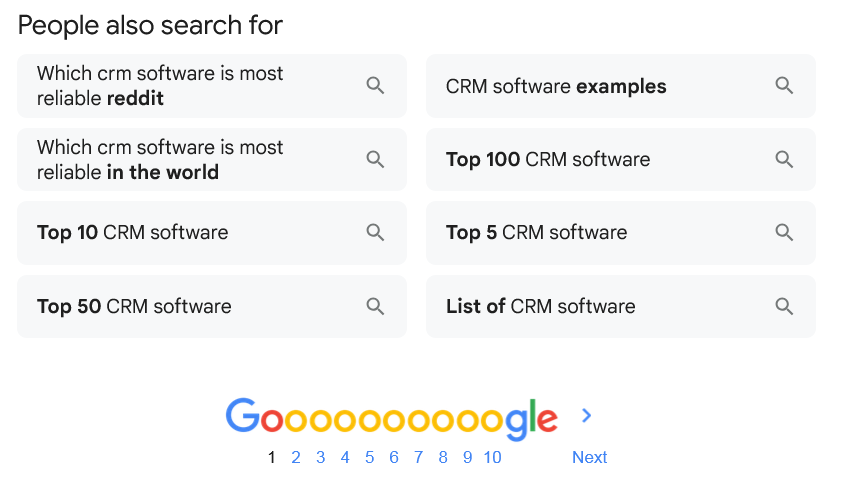 People also search for
Which crm software is most
reliable reddit
CRM software examples
Which crm software is most
reliable in the world
Top 100 CRM software
Top 10 CRM software
Top 5 CRM software
Top 50 CRM software
List of CRM software
Goooooooooogle
1 2 3 4 5 6 7 8 9 10 Next